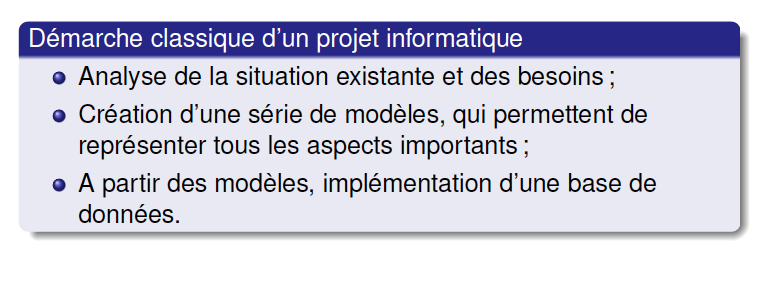 Démarche classique d'un projet informatique
Analyse de la situation existante et des besoins ;
Création d'une série de modèles, qui permettent de
représenter tous les aspects importants ;
A partir des modèles, implémentation d'une base de
données.